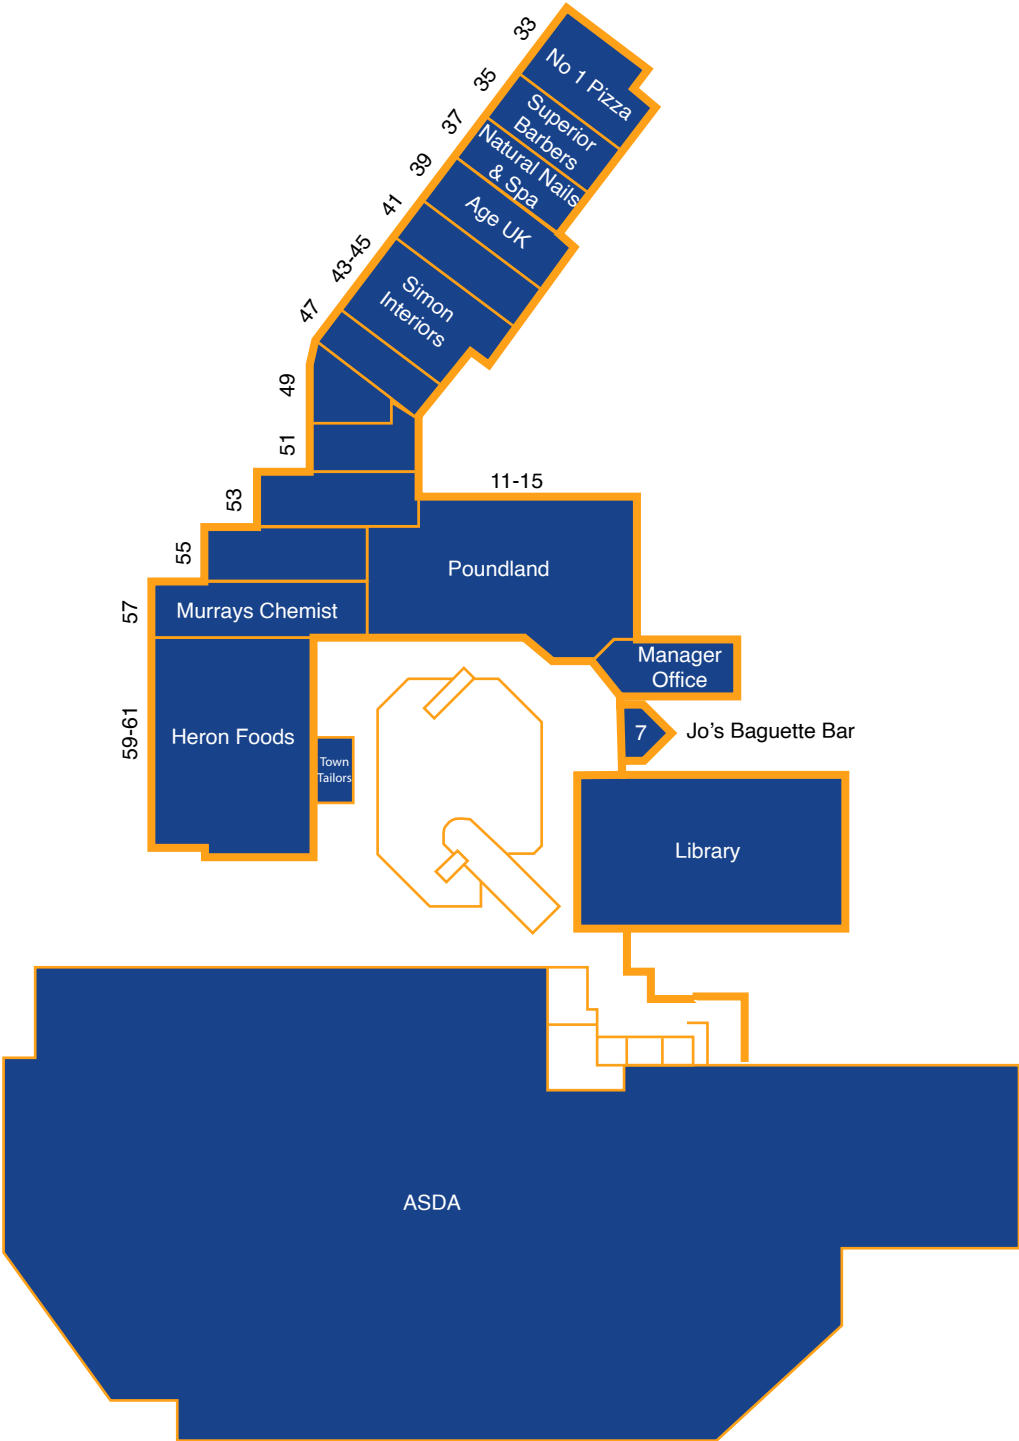 33
No 1 Pizza
35
Superior
Barbers
37
Natural Nails
& Spa
39
Age UK
41
43-45
Simon
Interiors
47
49
51
53
11-15
55
Poundland
57
Murrays Chemist
Manager
Office
59-61
Heron Foods
7
Jo’s Baguette Bar
Town
Tailors
Library
ASDA